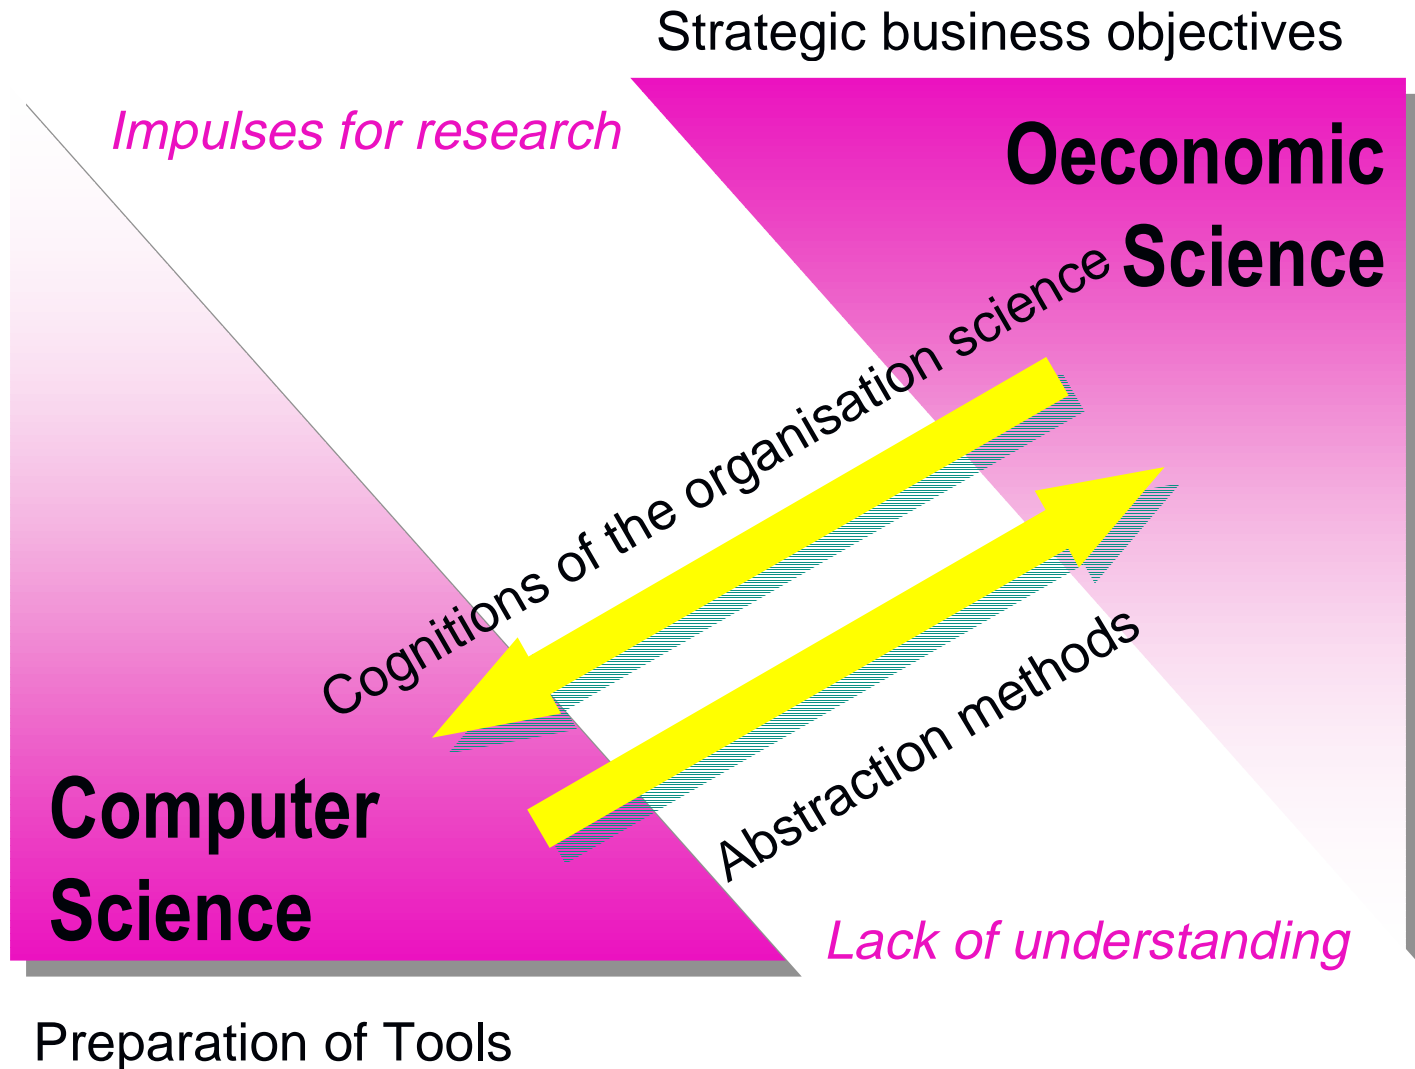 Strategic business objectives
Impulses for research
Oeconomic
Science
Cognitions of the organisation science
Abstraction methods
Computer
Science
Lack of understanding
Preparation of Tools